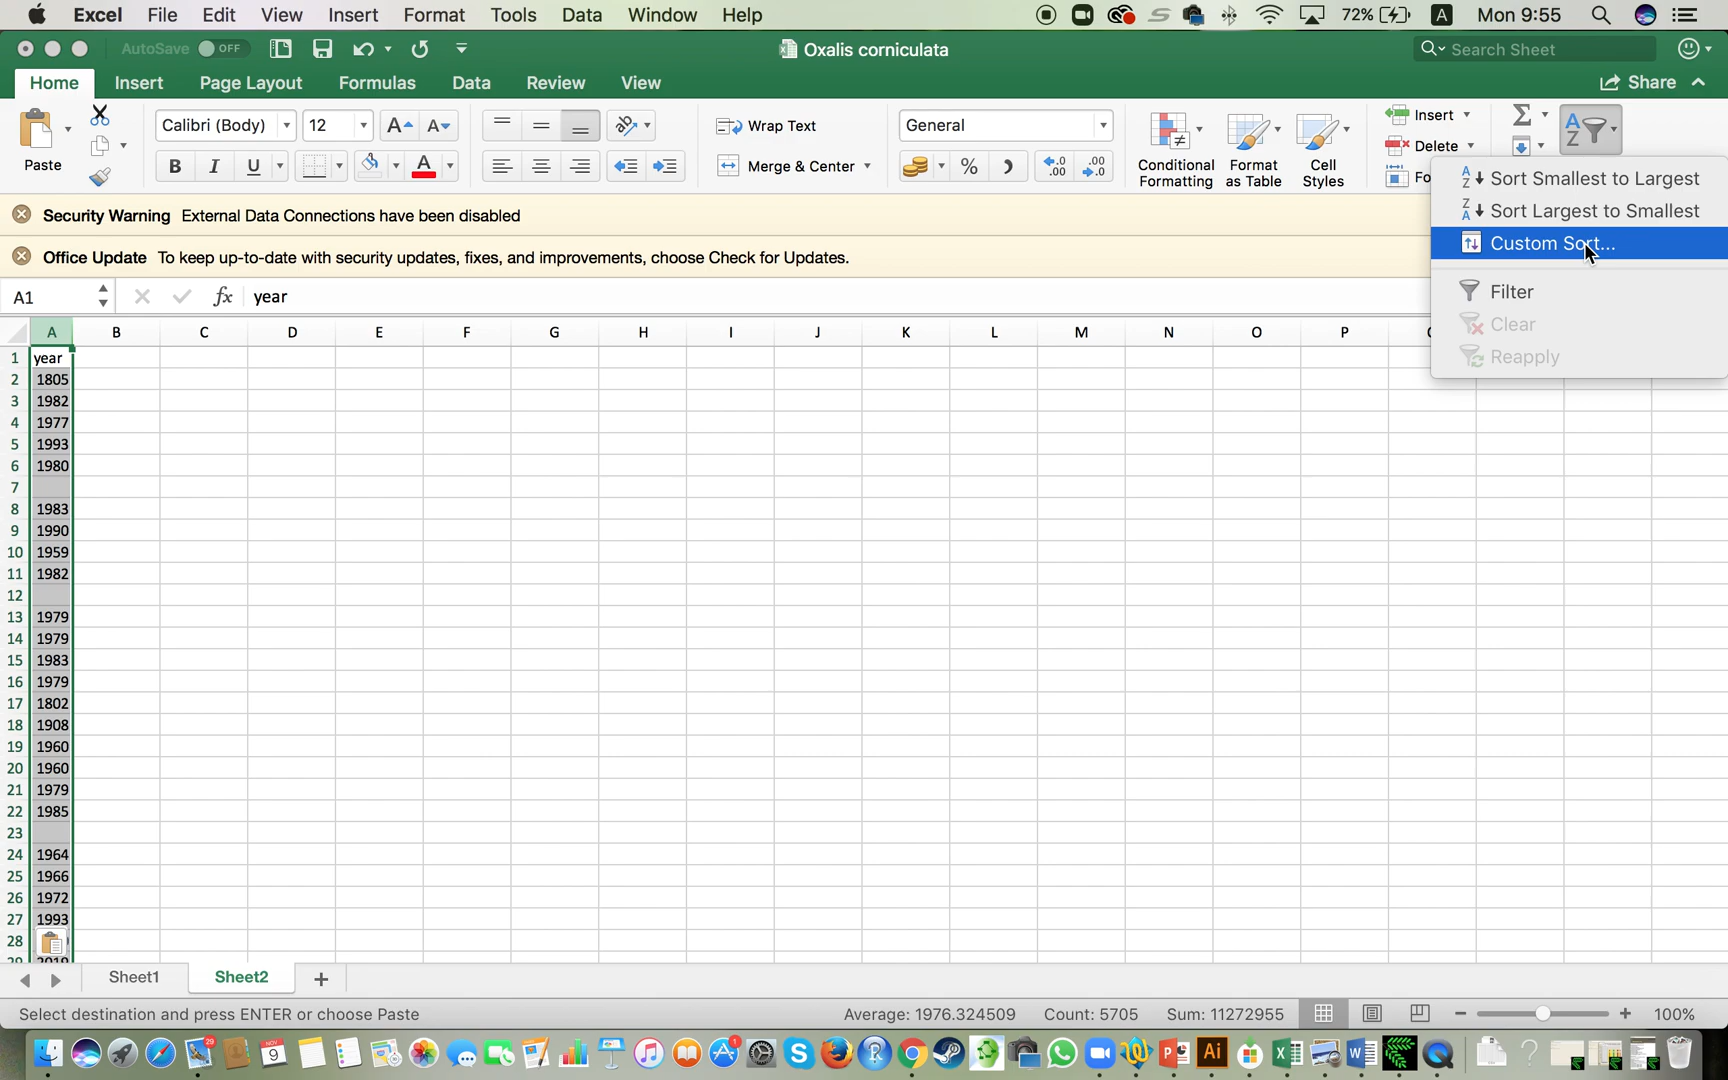 Excel File Edit View Insert Format Tools Data Window Help 72% A Mon 9:55
AutoSave OFF Oxalis corniculata Search Sheet
Home Insert Page Layout Formulas Data Review View Share
Paste Calibri (Body) 12 A A Wrap Text General Insert
B I U A Merge & Center % Conditional Formatting Format as Table Cell Styles Delete
Fo
Sort Smallest to Largest
Sort Largest to Smallest
Custom Sort...
Filter
Clear
Reapply
Security Warning External Data Connections have been disabled
Office Update To keep up-to-date with security updates, fixes, and improvements, choose Check for Updates.
A1 fx year
A B C D E F G H I J K L M N O P
1 year
2 1805
3 1982
4 1977
5 1993
6 1980
7
8 1983
9 1990
10 1959
11 1982
12
13 1979
14 1979
15 1983
16 1979
17 1802
18 1908
19 1960
20 1960
21 1979
22 1985
23
24 1964
25 1966
26 1972
27 1993
28
29 2019
Sheet1 Sheet2 +
Select destination and press ENTER or choose Paste Average: 1976.324509 Count: 5705 Sum: 11272955 100%